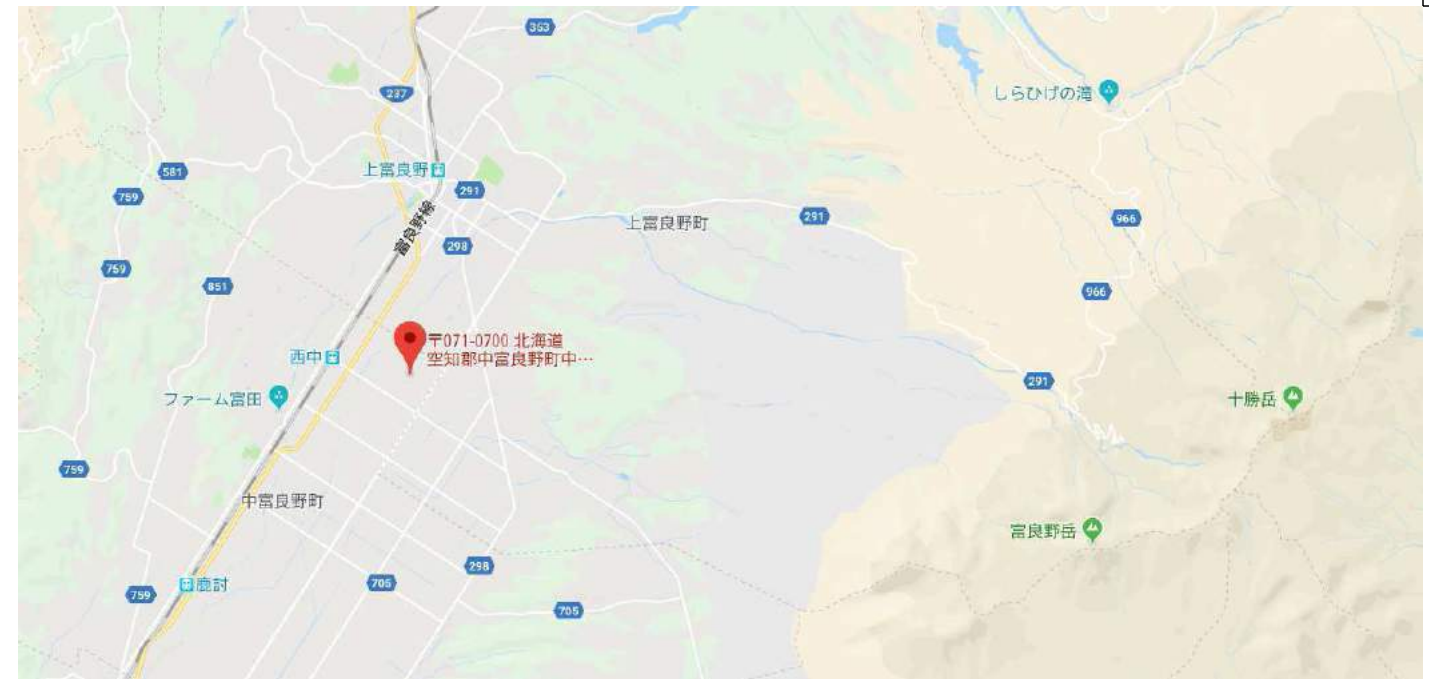 353
しらひげの滝
237
上富良野
581
291
759
上富良野町
291
966
富良野線
298
759
851
966
〒071-0700 北海道
空知郡中富良野町中…
西中
291
ファーム富田
十勝岳
759
中富良野町
富良野岳
298
鹿討
705
759
705